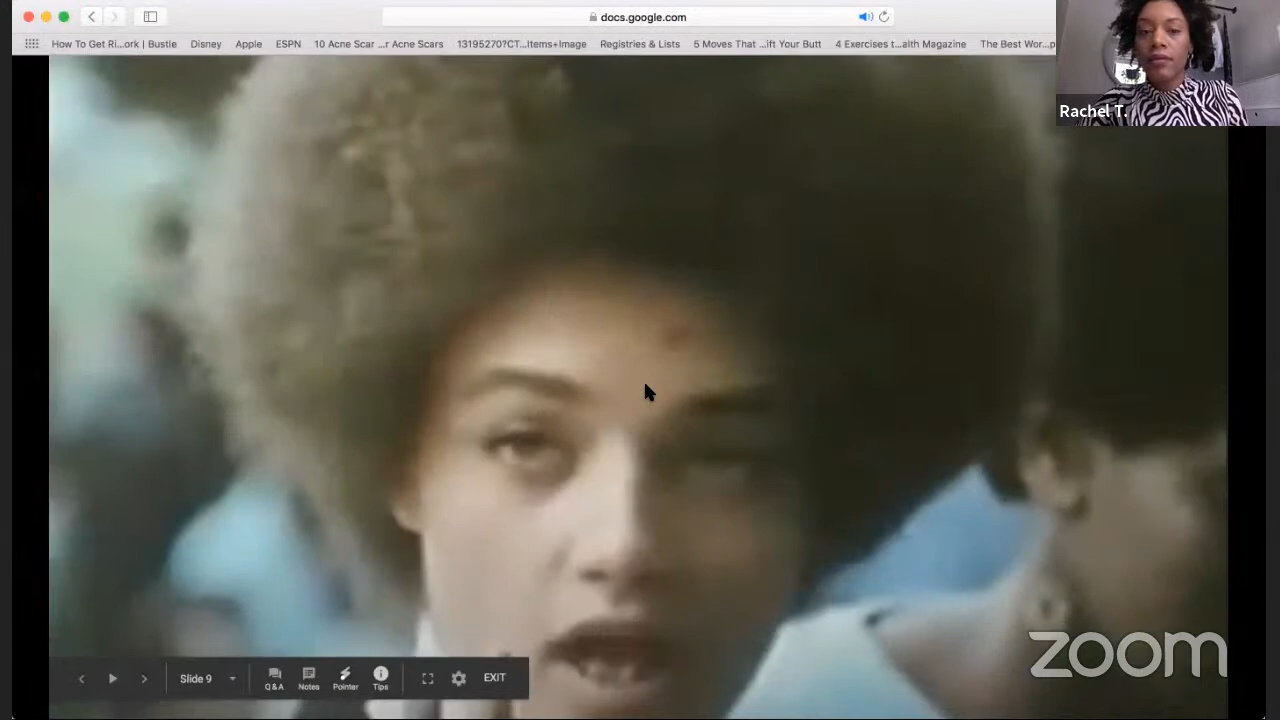 docs.google.com
How To Get Ri...ork | Bustle Disney Apple ESPN 10 Acne Scar ...r Acne Scars 13195270?CT...Items+Image Registries & Lists 5 Moves That ...ift Your Butt 4 Exercises t...alth Magazine The Best Wor...p
Rachel T.
zoom
Slide 9 Q&A Notes Pointer Tips EXIT